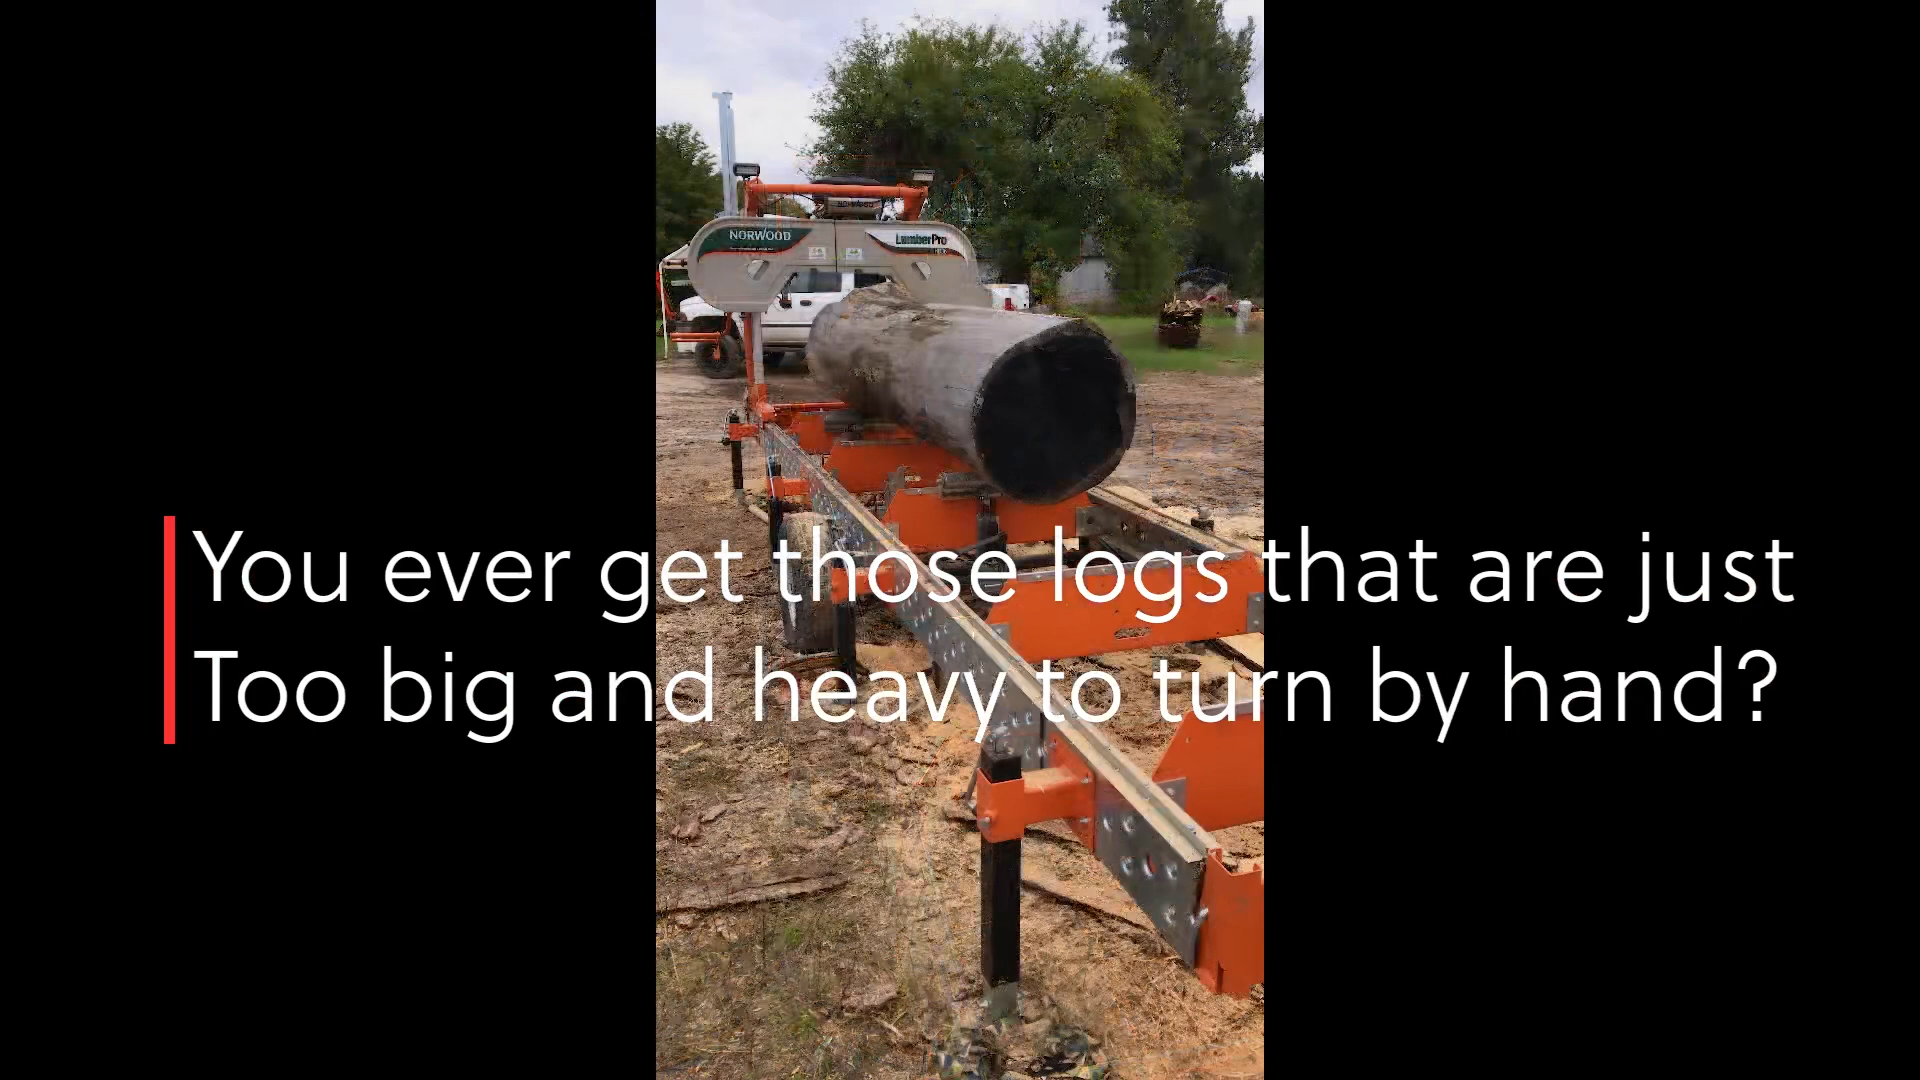 NORWOOD
LumberPro
You ever get those logs that are just
Too big and heavy to turn by hand?